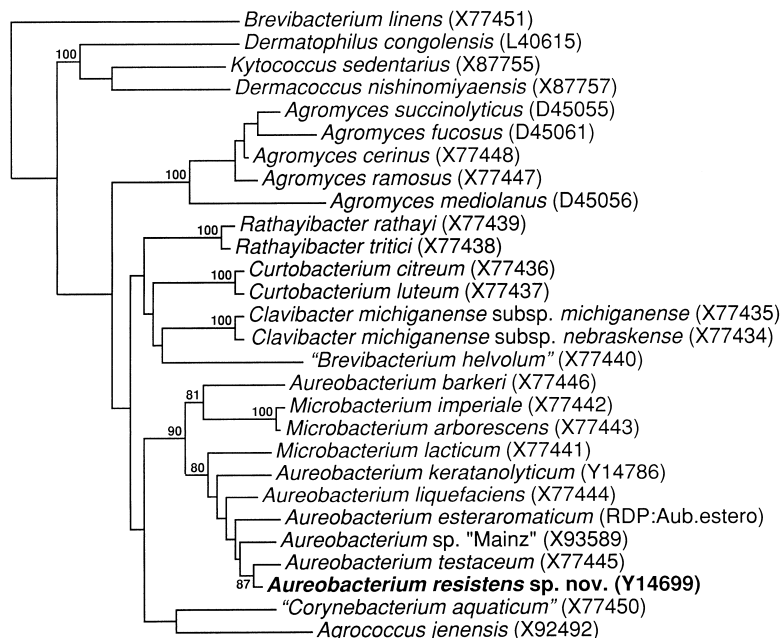 Brevibacterium linens (X77451)
100
Dermatophilus congolensis (L40615)
Kytococcus sedentarius (X87755)
Dermacoccus nishinomiyaensis (X87757)
Agromyces succinolyticus (D45055)
Agromyces fucosus (D45061)
Agromyces cerinus (X77448)
100
Agromyces ramosus (X77447)
Agromyces mediolanus (D45056)
100
Rathayibacter rathayi (X77439)
Rathayibacter tritici (X77438)
100
Curtobacterium citreum (X77436)
Curtobacterium luteum (X77437)
100
Clavibacter michiganense subsp. michiganense (X77435)
Clavibacter michiganense subsp. nebraskense (X77434)
“Brevibacterium helvolum” (X77440)
81
Aureobacterium barkeri (X77446)
100
Microbacterium imperiale (X77442)
90
Microbacterium arborescens (X77443)
80
Microbacterium lacticum (X77441)
Aureobacterium keratanolyticum (Y14786)
Aureobacterium liquefaciens (X77444)
Aureobacterium esteraromaticum (RDP:Aub.estero)
Aureobacterium sp. "Mainz" (X93589)
Aureobacterium testaceum (X77445)
87
Aureobacterium resistens sp. nov. (Y14699)
“Corynebacterium aquaticum” (X77450)
Agrococcus jenensis (X92492)